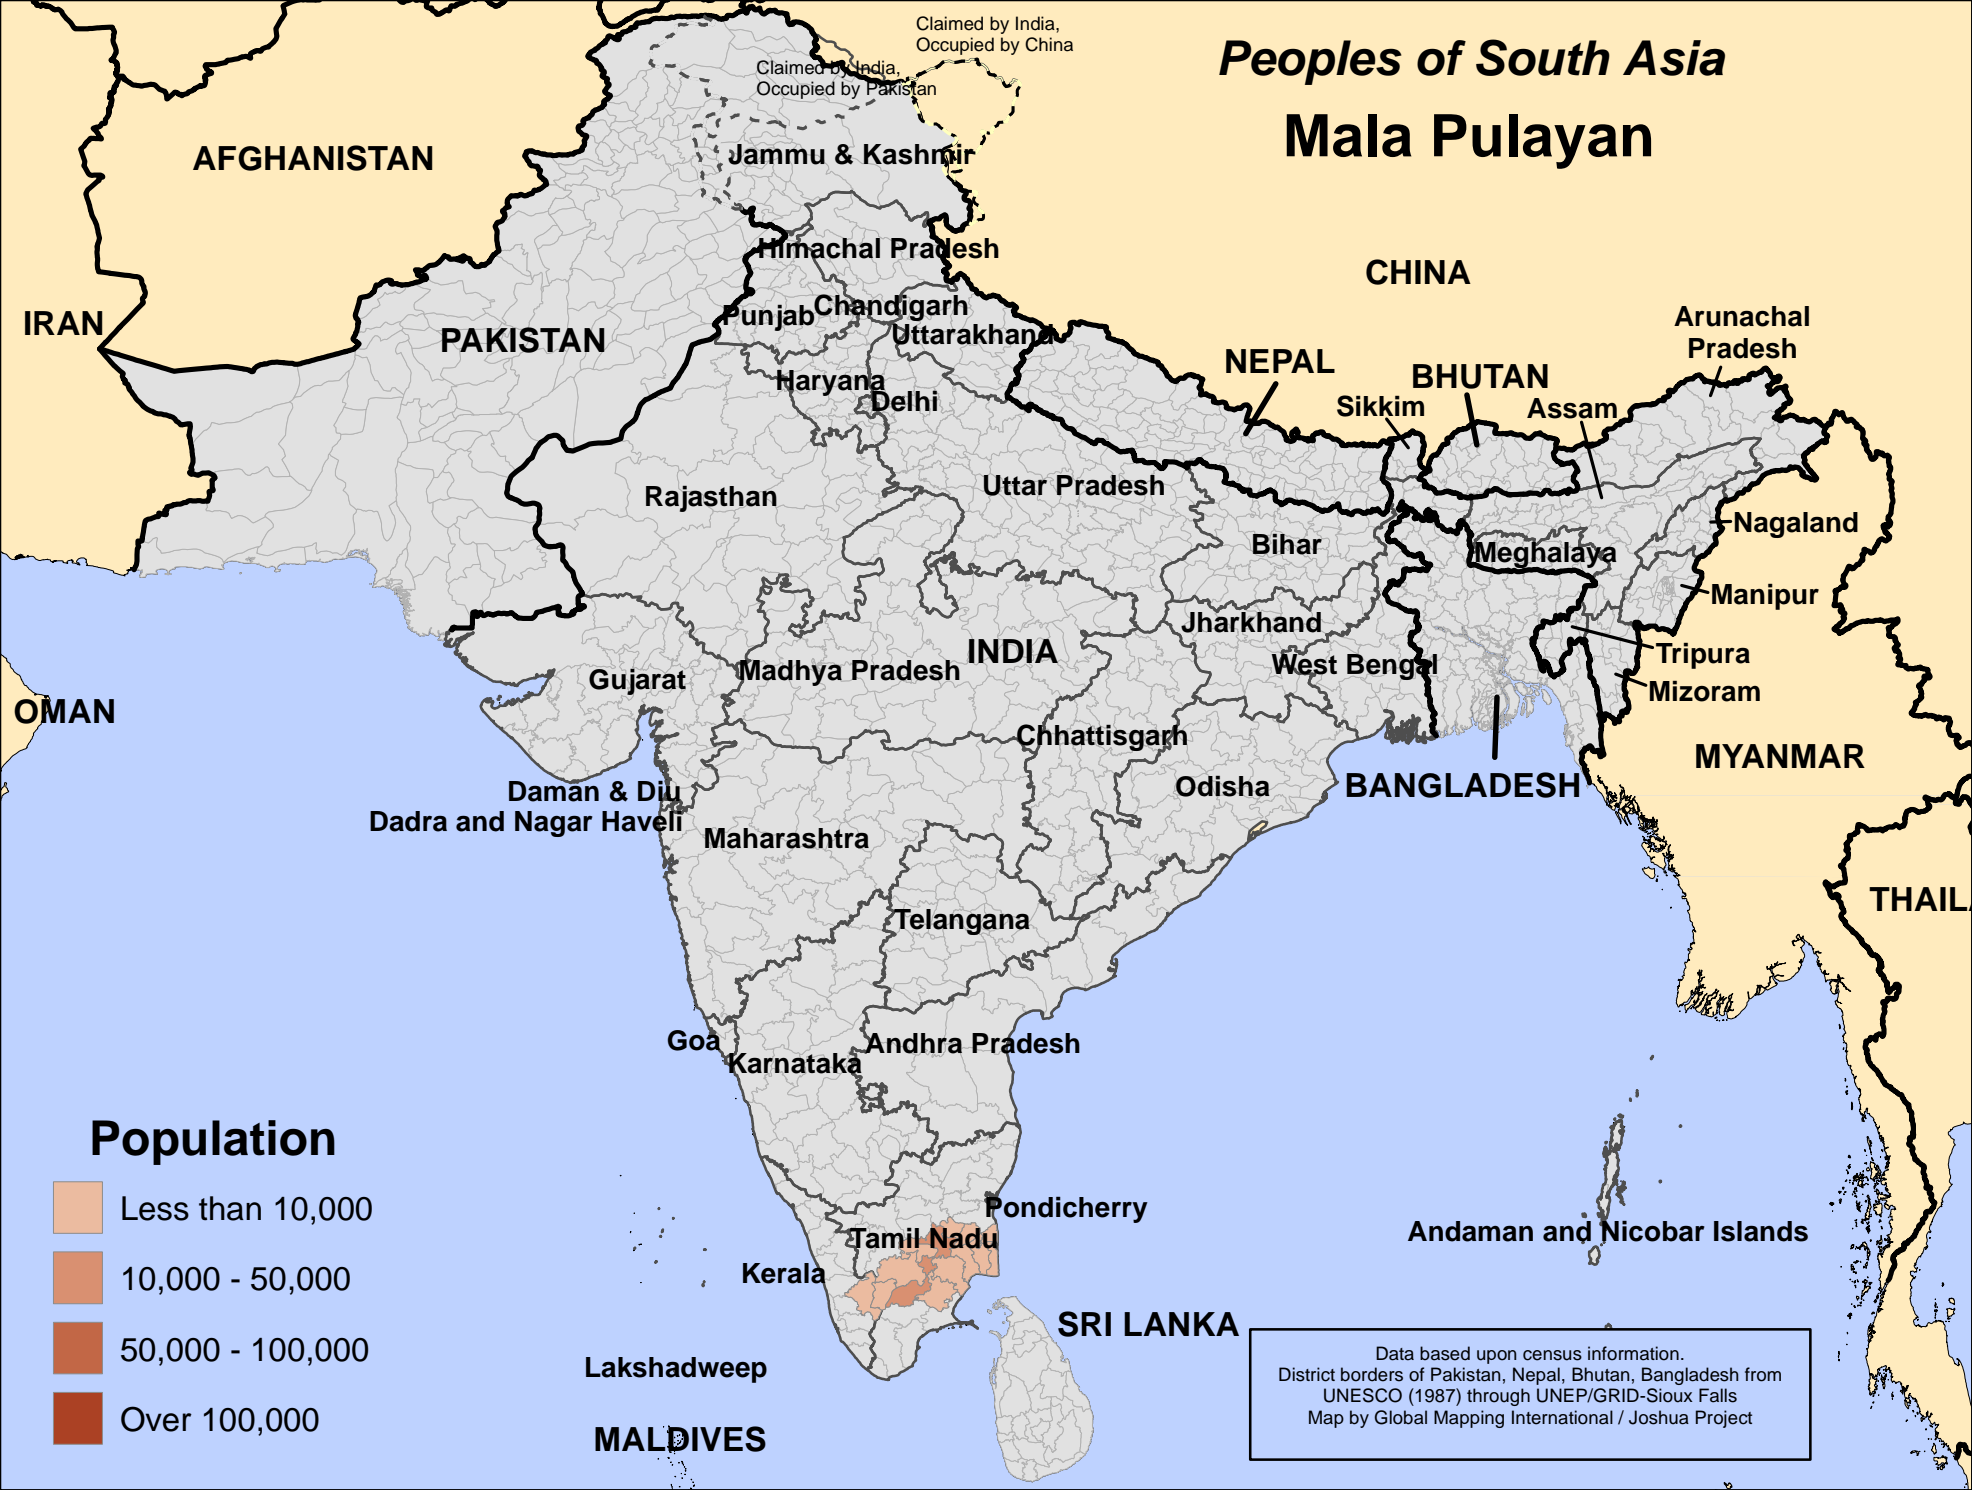 Claimed by India,
Occupied by China
Peoples of South Asia
Mala Pulayan
Claimed by India,
Occupied by Pakistan
AFGHANISTAN
Jammu & Kashmir
Himachal Pradesh
CHINA
IRAN
PAKISTAN
Punjab
Chandigarh
Uttarakhand
Arunachal
Pradesh
NEPAL
BHUTAN
Haryana
Delhi
Sikkim
Assam
Rajasthan
Uttar Pradesh
Bihar
Nagaland
Meghalaya
Manipur
Jharkhand
INDIA
Tripura
West Bengal
Madhya Pradesh
Gujarat
Mizoram
OMAN
Chhattisgarh
MYANMAR
Odisha
BANGLADESH
Daman & Diu
Dadra and Nagar Haveli
Maharashtra
THAIL
Telangana
Goa
Andhra Pradesh
Karnataka
Population
Less than 10,000
10,000 - 50,000
50,000 - 100,000
Over 100,000
Pondicherry
Tamil Nadu
Andaman and Nicobar Islands
Kerala
SRI LANKA
Lakshadweep
MALDIVES
Data based upon census information.
District borders of Pakistan, Nepal, Bhutan, Bangladesh from
UNESCO (1987) through UNEP/GRID-Sioux Falls
Map by Global Mapping International / Joshua Project